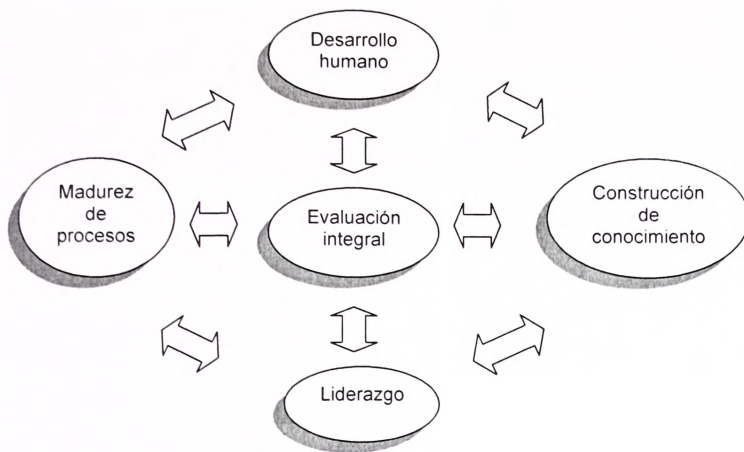 Desarrollo
humano
Madurez
de
procesos
Evaluación
integral
Construcción
de
conocimiento
Liderazgo